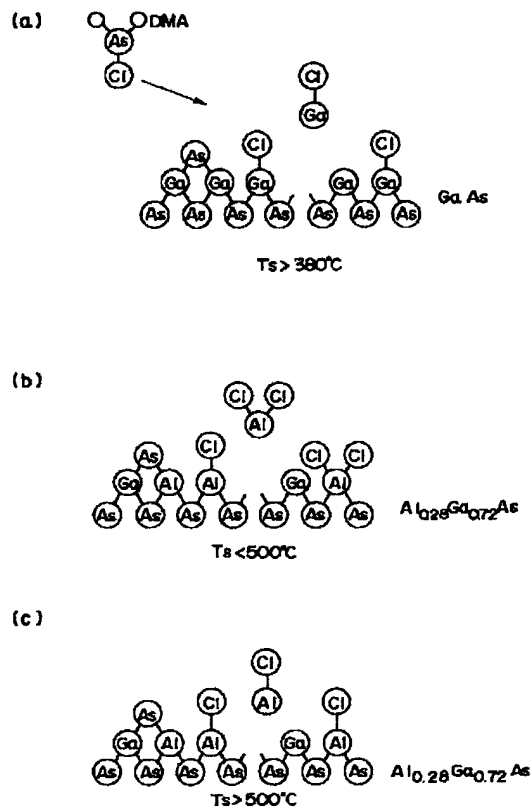 (a)
DMA
As
Cl
Cl
Ga
Cl Cl
As
Ga Ga Ga Ga Ga
Ga As
As As As As As As As
Ts>380°C
(b)
Cl Cl
Al
Cl
As Cl Cl
Ga Al Al Ga Al
As As As As As As As
Al0.28Ga0.72As
Ts<500°C
(c)
Cl
Al
Cl Cl
As
Ga Al Al Ga Al
As As As As As As As
Al0.28Ga0.72As
Ts>500°C